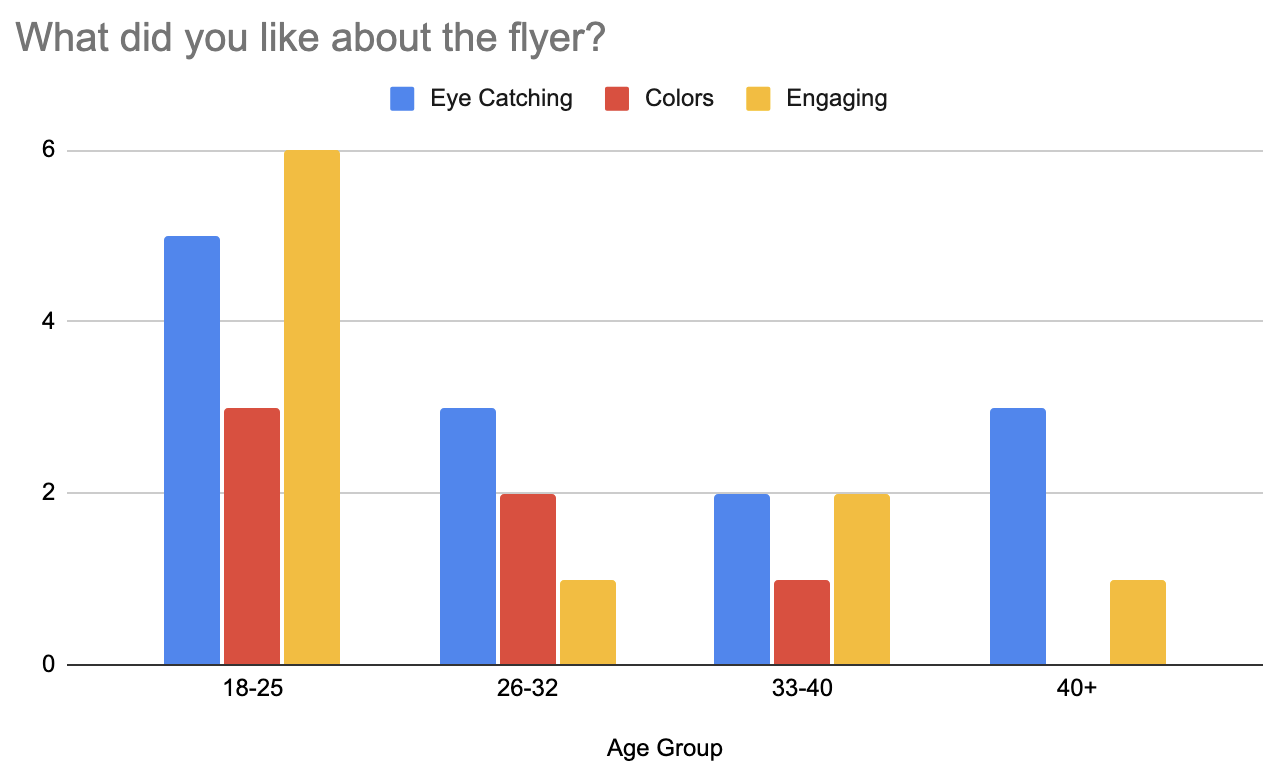 What did you like about the flyer?
Eye Catching Colors Engaging
6
4
2
0
18-25 26-32 33-40 40+
Age Group